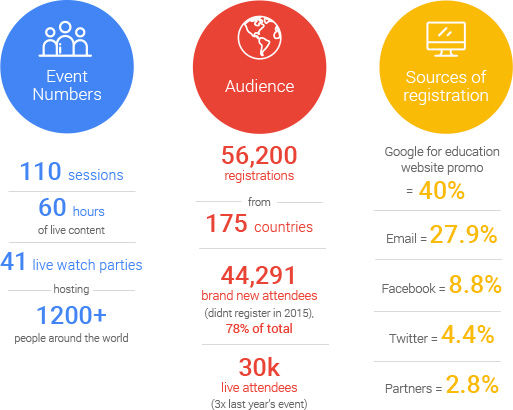 Event
Numbers
110 sessions
60 hours
of live content
41 live watch parties
hosting
1200+
people around the world
Audience
56,200
registrations
from
175 countries
44,291
brand new attendees
(didnt register in 2015),
78% of total
30k
live attendees
(3x last year's event)
Sources of
registration
Google for education
website promo
= 40%
Email = 27.9%
Facebook = 8.8%
Twitter = 4.4%
Partners = 2.8%